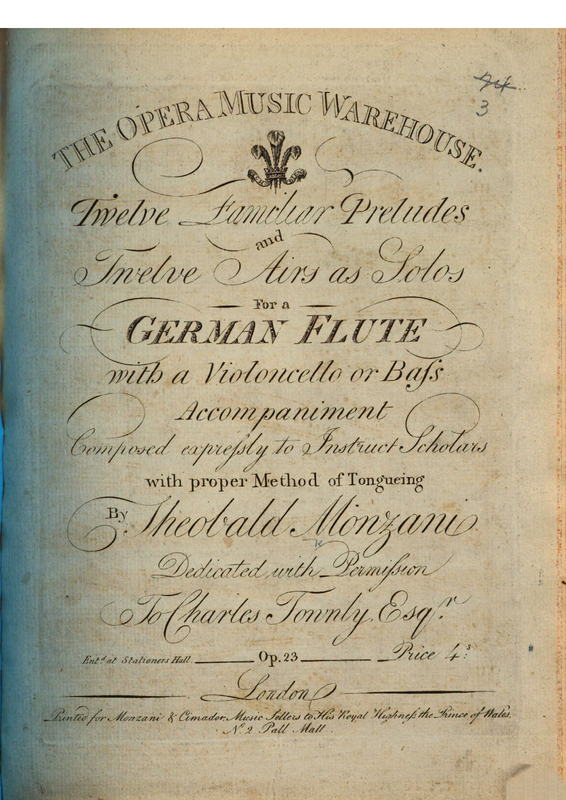 3
THE OPERA MUSIC WAREHOUSE.
Twelve Familiar Preludes
and
Twelve Airs as Solos
For a
GERMAN FLUTE
with a Violoncello or Baſs
Accompaniment
Composed expreſsly to Instruct Scholars
with proper Method of Tongueing
By Theobald Monzani
Dedicated with Permiſsion
To Charles Townly, Esqr.
Entd. at Stationers Hall. Op. 23 Price 4s.
London
Printed for Monzani & Cimador, Music Sellers to His Royal Highneſs the Prince of Wales.
No. 2 Pall Mall